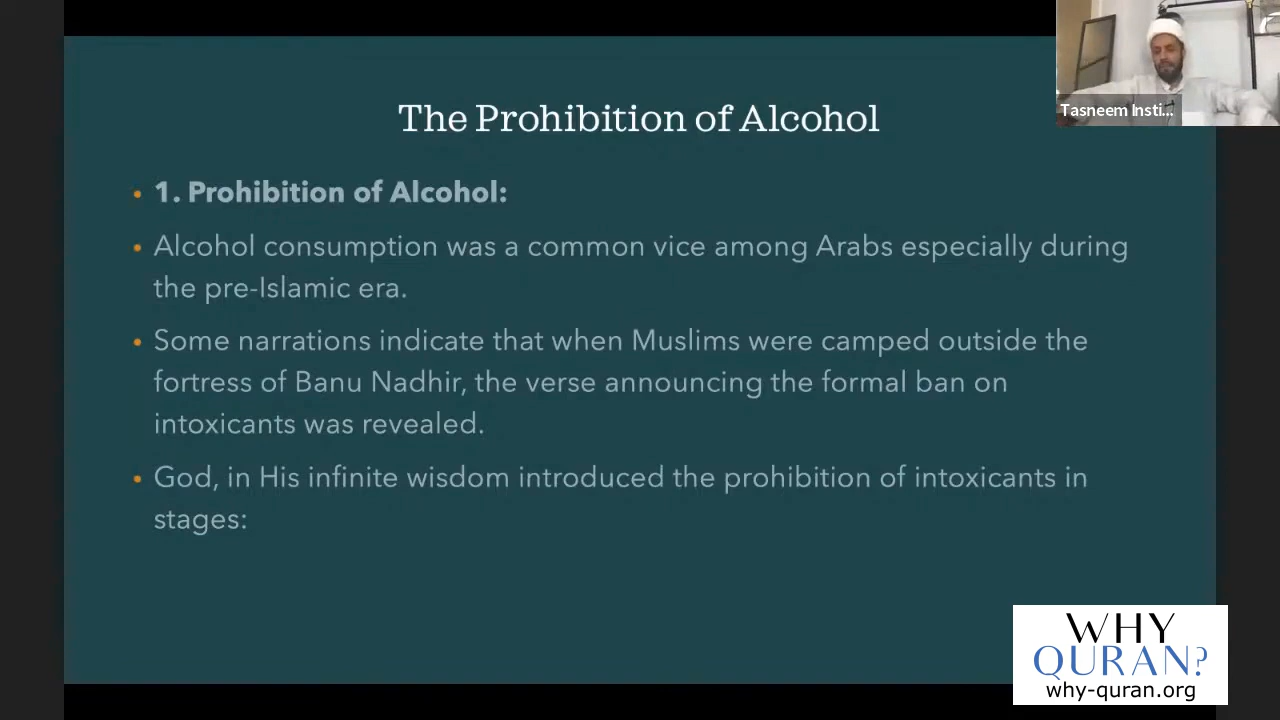 The Prohibition of Alcohol
Tasneem Insti...
• 1. Prohibition of Alcohol:
• Alcohol consumption was a common vice among Arabs especially during
the pre-Islamic era.
• Some narrations indicate that when Muslims were camped outside the
fortress of Banu Nadhir, the verse announcing the formal ban on
intoxicants was revealed.
• God, in His infinite wisdom introduced the prohibition of intoxicants in
stages:
WHY
QURAN?
why-quran.org